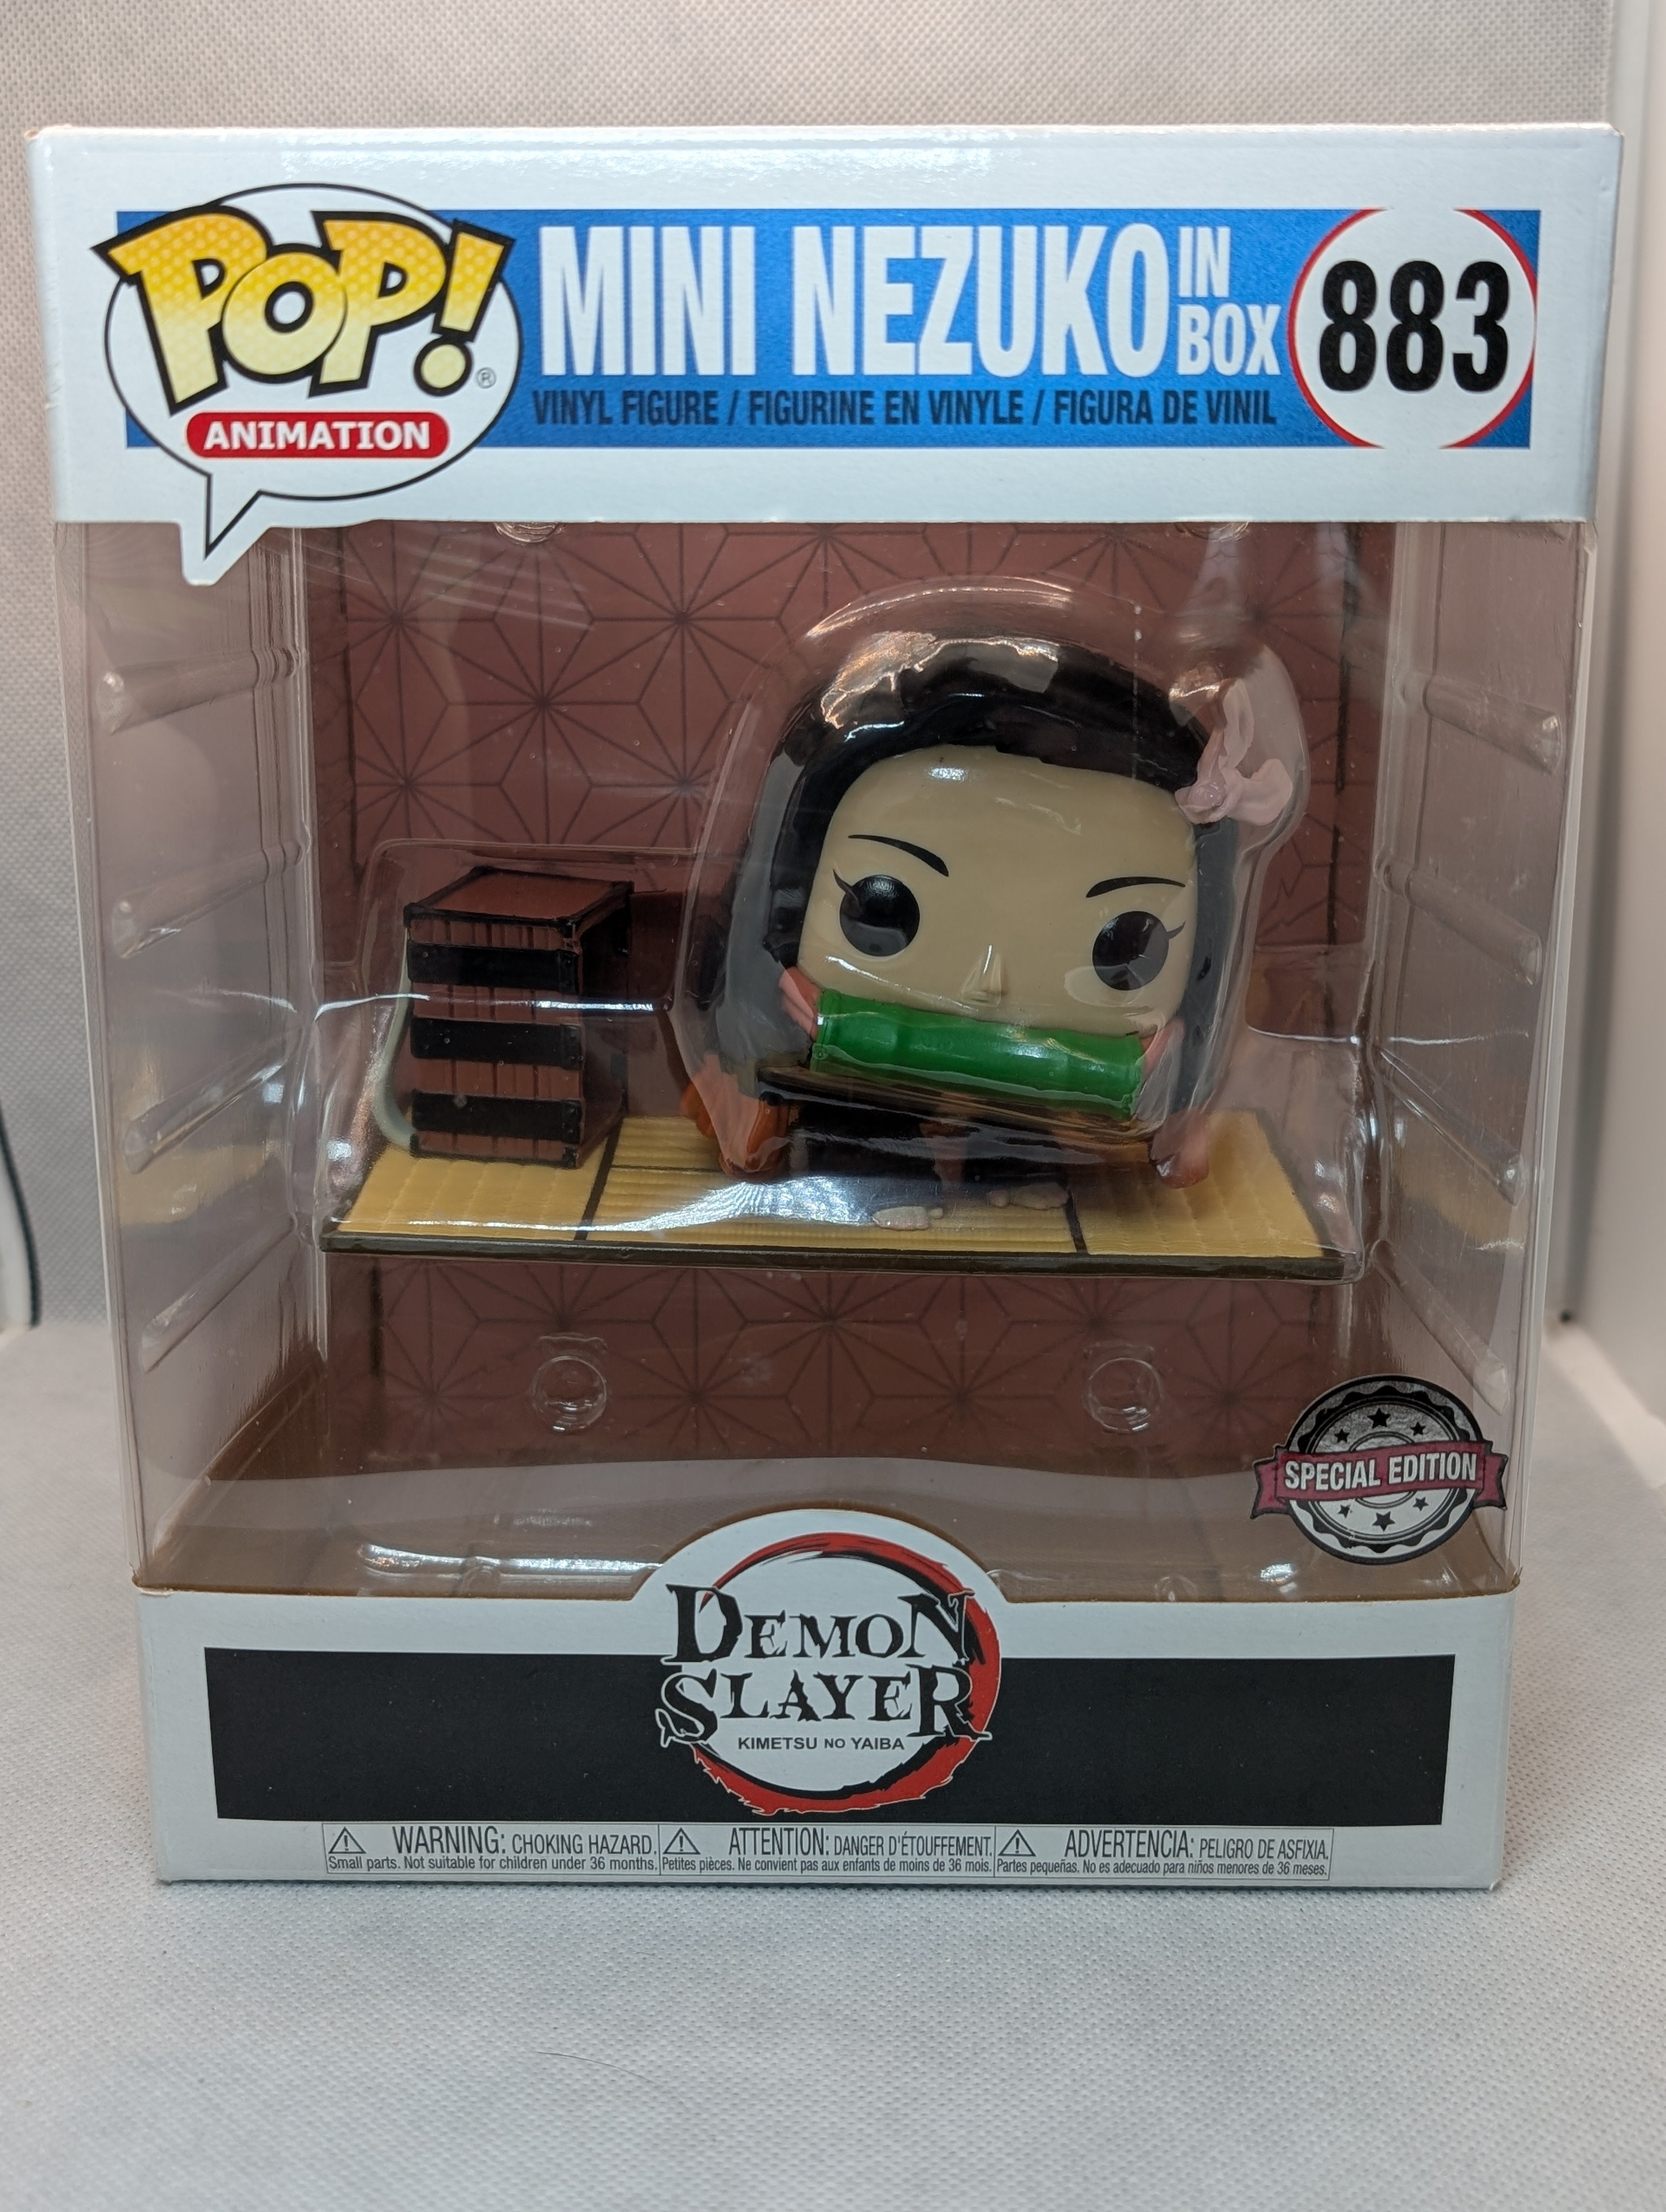 POP!®
ANIMATION
MINI NEZUKO IN BOX
883
VINYL FIGURE / FIGURINE EN VINYLE / FIGURA DE VINIL
SPECIAL EDITION
DEMON
SLAYER
KIMETSU NO YAIBA
WARNING: CHOKING HAZARD.
Small parts. Not suitable for children under 36 months.
ATTENTION: DANGER D'ÉTOUFFEMENT.
Petites pièces. Ne convient pas aux enfants de moins de 36 mois.
ADVERTENCIA: PELIGRO DE ASFIXIA.
Partes pequeñas. No es adecuado para niños menores de 36 meses.